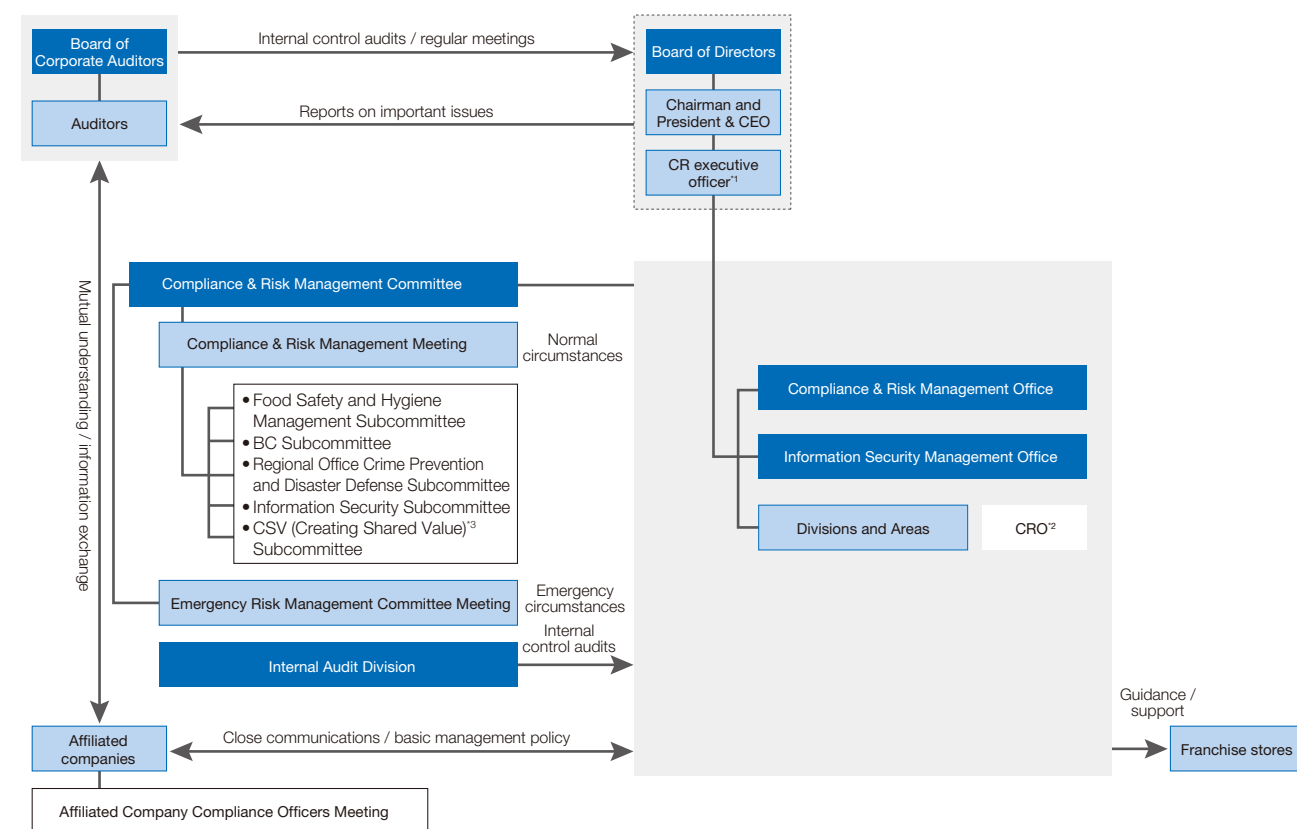 Board of
Corporate Auditors
Internal control audits / regular meetings
Board of Directors
Auditors
Reports on important issues
Chairman and
President & CEO
CR executive
officer*1
Mutual understanding / information exchange
Compliance & Risk Management Committee
Compliance & Risk Management Meeting
Normal
circumstances
• Food Safety and Hygiene
Management Subcommittee
• BC Subcommittee
• Regional Office Crime Prevention
and Disaster Defense Subcommittee
• Information Security Subcommittee
• CSV (Creating Shared Value)*3
Subcommittee
Compliance & Risk Management Office
Information Security Management Office
Divisions and Areas
CRO*2
Emergency Risk Management Committee Meeting
Emergency
circumstances
Internal Audit Division
Internal
control audits
Affiliated
companies
Close communications / basic management policy
Guidance /
support
Franchise stores
Affiliated Company Compliance Officers Meeting